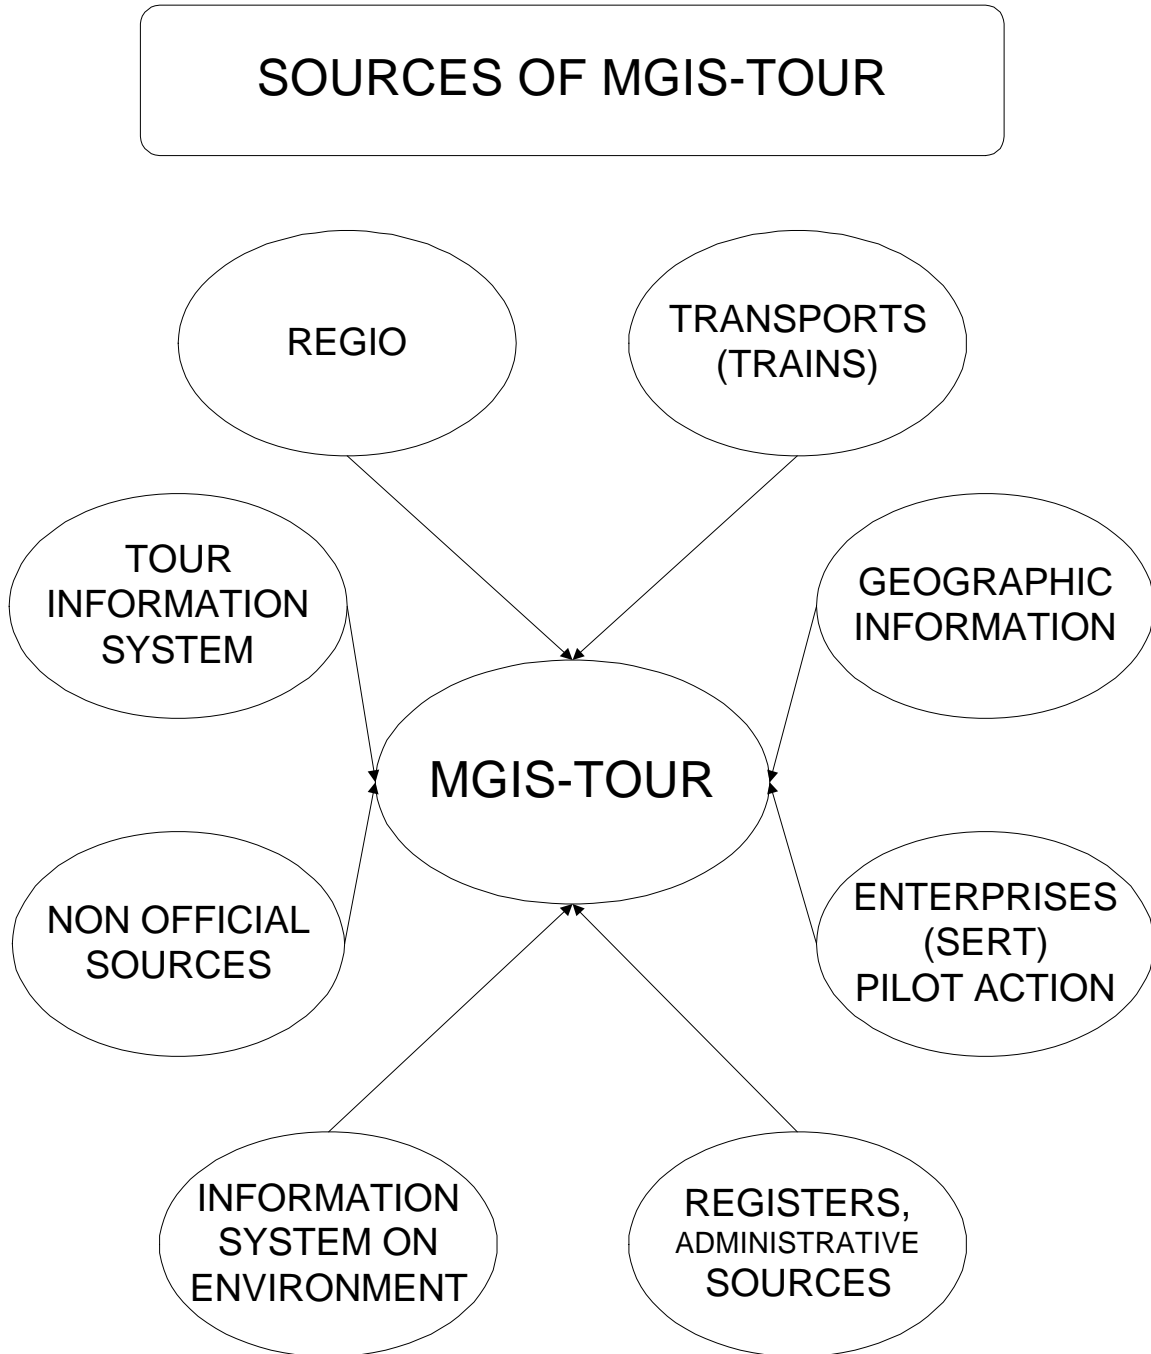 SOURCES OF MGIS-TOUR
REGIO
TRANSPORTS
(TRAINS)
TOUR
INFORMATION
SYSTEM
GEOGRAPHIC
INFORMATION
MGIS-TOUR
NON OFFICIAL
SOURCES
ENTERPRISES
(SERT)
PILOT ACTION
INFORMATION
SYSTEM ON
ENVIRONMENT
REGISTERS,
ADMINISTRATIVE
SOURCES